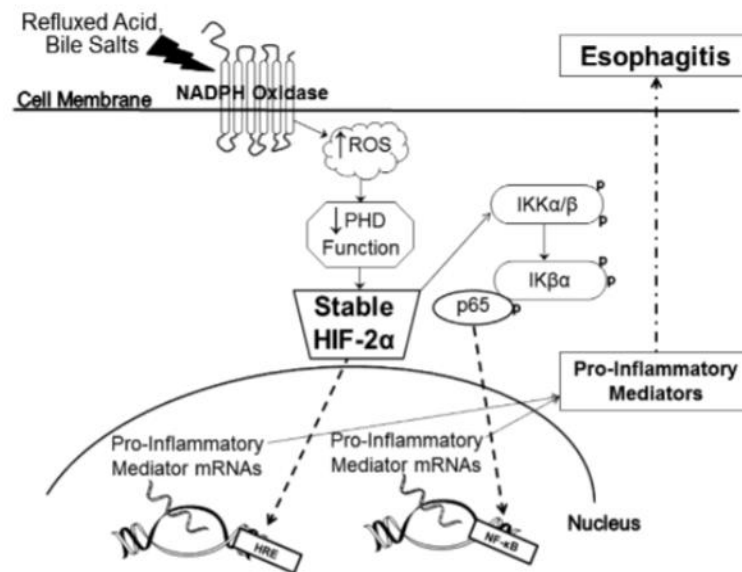 Refluxed Acid,
Bile Salts
Cell Membrane
NADPH Oxidase
↑ROS
↓PHD
Function
Stable
HIF-2α
IKKα/β
p
p
IKβα
p
p
p65
p
Esophagitis
Pro-Inflammatory
Mediators
Pro-Inflammatory
Mediator mRNAs
Pro-Inflammatory
Mediator mRNAs
HRE
NF-κB
Nucleus